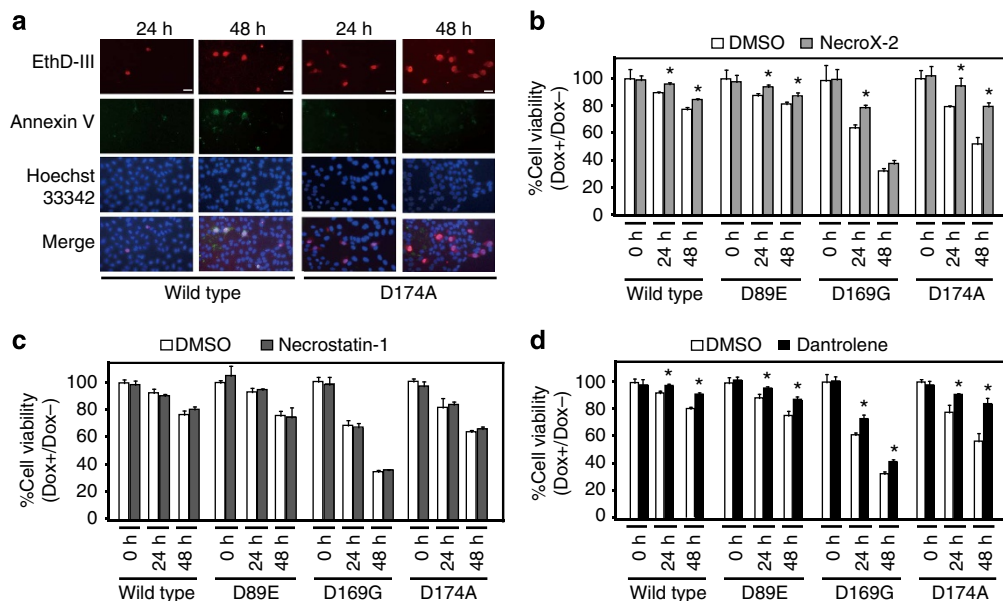 a
24 h 48 h 24 h 48 h
EthD-III
Annexin V
Hoechst
33342
Merge
Wild type D174A
b
DMSO NecroX-2
%Cell viability
(Dox+/Dox−)
100
80
60
40
20
0
* * * * * * *
0 h 24 h 48 h 0 h 24 h 48 h 0 h 24 h 48 h 0 h 24 h 48 h
Wild type D89E D169G D174A
c
DMSO Necrostatin-1
%Cell viability
(Dox+/Dox−)
100
80
60
40
20
0
0 h 24 h 48 h 0 h 24 h 48 h 0 h 24 h 48 h 0 h 24 h 48 h
Wild type D89E D169G D174A
d
DMSO Dantrolene
%Cell viability
(Dox+/Dox−)
100
80
60
40
20
0
* * * * * * * *
0 h 24 h 48 h 0 h 24 h 48 h 0 h 24 h 48 h 0 h 24 h 48 h
Wild type D89E D169G D174A